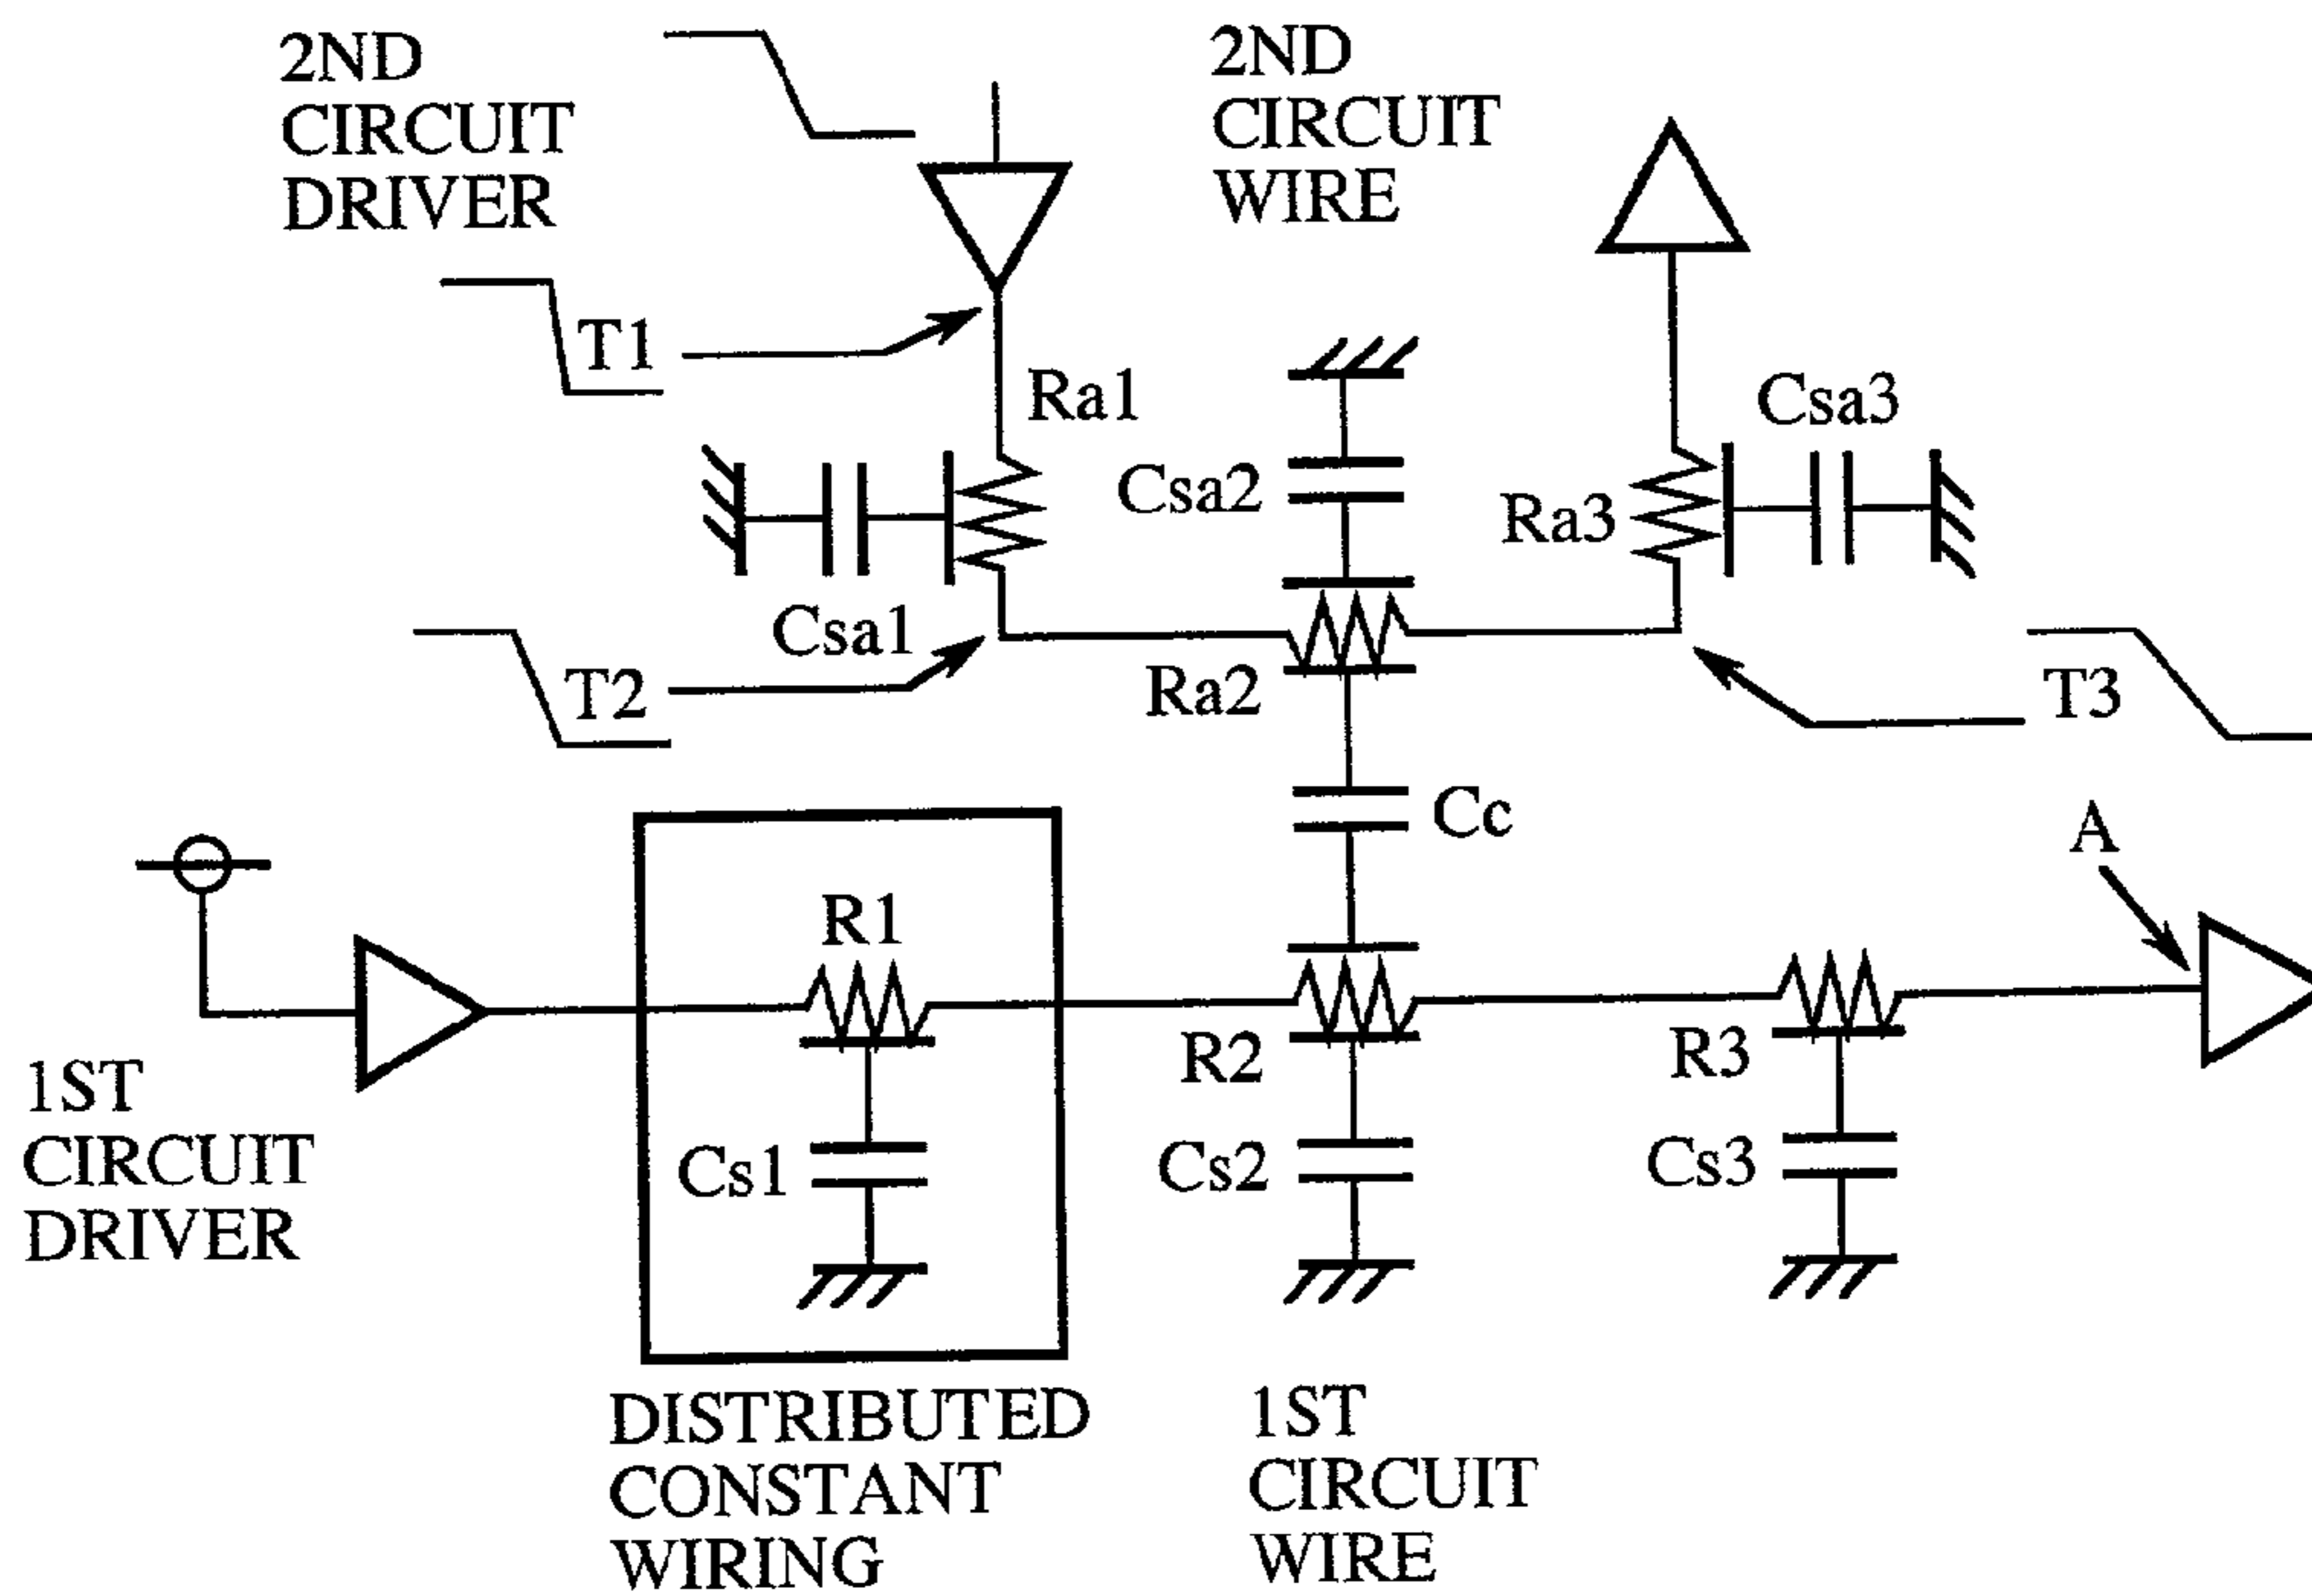 2ND
CIRCUIT
DRIVER
2ND
CIRCUIT
WIRE
T1
Ra1
Csa3
Csa2
Ra3
Csa1
T2
Ra2
T3
Cc
A
R1
1ST
CIRCUIT
DRIVER
R2
R3
Cs1
Cs2
Cs3
DISTRIBUTED
CONSTANT
WIRING
1ST
CIRCUIT
WIRE